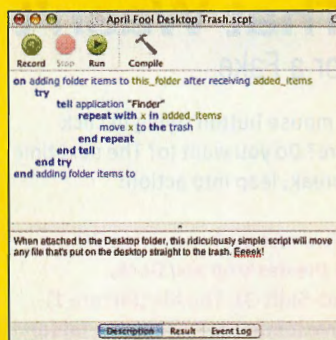 April Fool Desktop Trash.scpt
Record Stop Run Compile
on adding folder items to this_folder after receiving added_items
try
tell application "Finder"
repeat with x in added_items
move x to the trash
end repeat
end tell
end try
end adding folder items to
When attached to the Desktop folder, this ridiculously simple script will move
any file that's put on the desktop straight to the trash. Eeeek!
Description Result Event Log